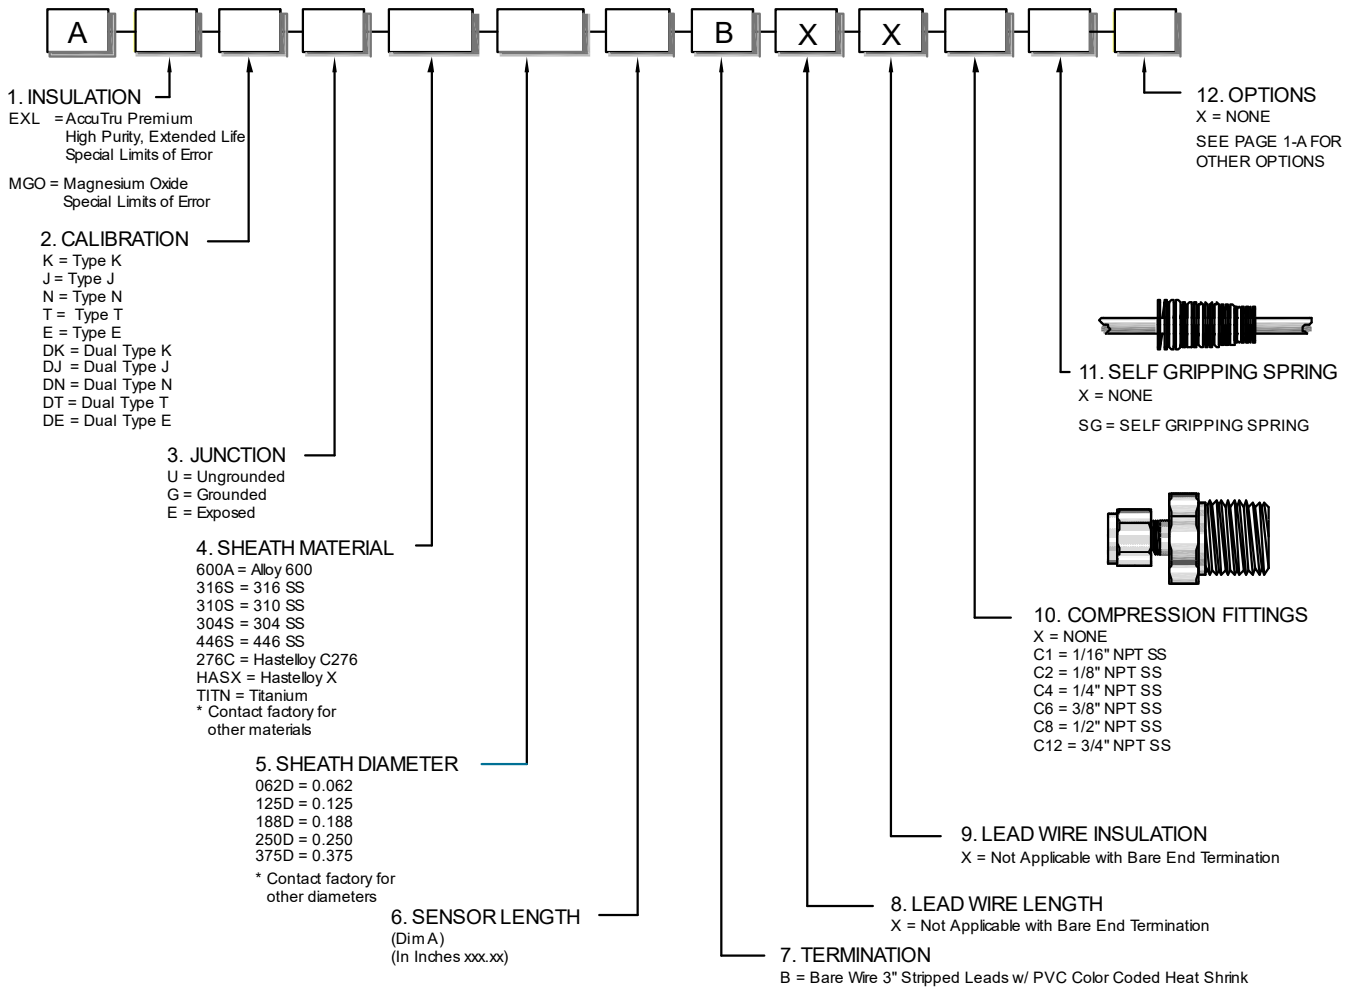 A B X X
1. INSULATION
EXL = AccuTru Premium
High Purity, Extended Life
Special Limits of Error
MGO = Magnesium Oxide
Special Limits of Error
2. CALIBRATION
K = Type K
J = Type J
N = Type N
T = Type T
E = Type E
DK = Dual Type K
DJ = Dual Type J
DN = Dual Type N
DT = Dual Type T
DE = Dual Type E
3. JUNCTION
U = Ungrounded
G = Grounded
E = Exposed
4. SHEATH MATERIAL
600A = Alloy 600
316S = 316 SS
310S = 310 SS
304S = 304 SS
446S = 446 SS
276C = Hastelloy C276
HASX = Hastelloy X
TITN = Titanium
* Contact factory for
other materials
5. SHEATH DIAMETER
062D = 0.062
125D = 0.125
188D = 0.188
250D = 0.250
375D = 0.375
* Contact factory for
other diameters
6. SENSOR LENGTH
(Dim A)
(In Inches xxx.xx)
7. TERMINATION
B = Bare Wire 3" Stripped Leads w/ PVC Color Coded Heat Shrink
8. LEAD WIRE LENGTH
X = Not Applicable with Bare End Termination
9. LEAD WIRE INSULATION
X = Not Applicable with Bare End Termination
10. COMPRESSION FITTINGS
X = NONE
C1 = 1/16" NPT SS
C2 = 1/8" NPT SS
C4 = 1/4" NPT SS
C6 = 3/8" NPT SS
C8 = 1/2" NPT SS
C12 = 3/4" NPT SS
11. SELF GRIPPING SPRING
X = NONE
SG = SELF GRIPPING SPRING
12. OPTIONS
X = NONE
SEE PAGE 1-A FOR
OTHER OPTIONS